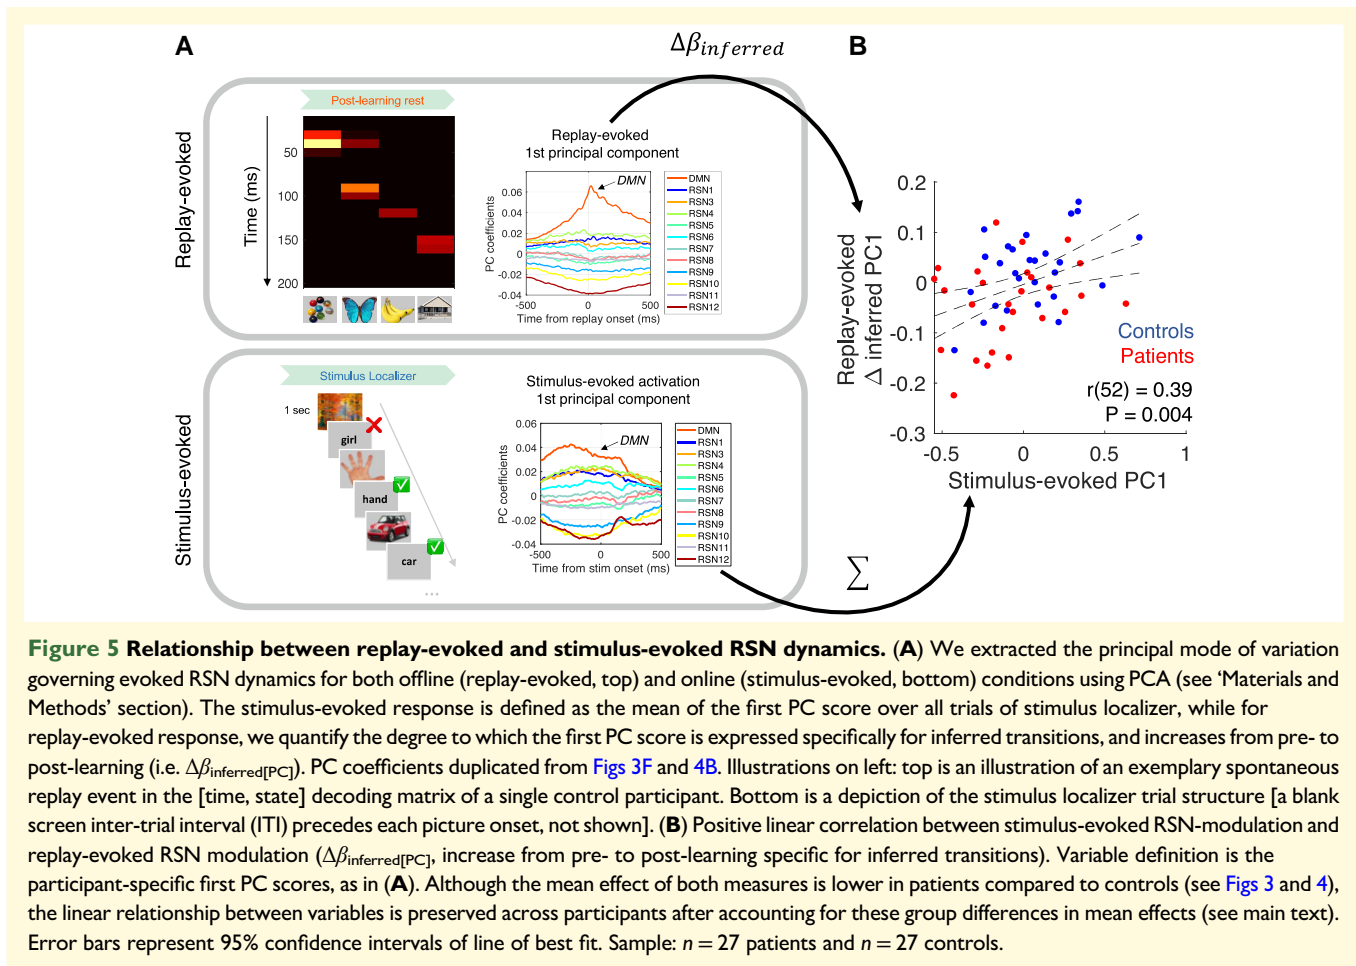 A
Δβinferred
B
Replay-evoked
Post-learning rest
Time (ms)
50
100
150
200
Replay-evoked
1st principal component
PC coefficients
0.06
0.04
0.02
0
-0.02
-0.04
DMN
-500
0
500
Time from replay onset (ms)
DMN
RSN1
RSN3
RSN4
RSN5
RSN6
RSN7
RSN8
RSN9
RSN10
RSN11
RSN12
Stimulus-evoked
Stimulus Localizer
1 sec
girl
hand
car
...
Stimulus-evoked activation
1st principal component
PC coefficients
0.06
0.04
0.02
0
-0.02
-0.04
DMN
-500
0
500
Time from stim onset (ms)
DMN
RSN1
RSN3
RSN4
RSN5
RSN6
RSN7
RSN8
RSN9
RSN10
RSN11
RSN12
∑
Replay-evoked
Δ inferred PC1
0.2
0.1
0
-0.1
-0.2
-0.3
Controls
Patients
r(52) = 0.39
P = 0.004
-0.5
0
0.5
1
Stimulus-evoked PC1
Figure 5 Relationship between replay-evoked and stimulus-evoked RSN dynamics. (A) We extracted the principal mode of variation
governing evoked RSN dynamics for both offline (replay-evoked, top) and online (stimulus-evoked, bottom) conditions using PCA (see ‘Materials and
Methods’ section). The stimulus-evoked response is defined as the mean of the first PC score over all trials of stimulus localizer, while for
replay-evoked response, we quantify the degree to which the first PC score is expressed specifically for inferred transitions, and increases from pre- to
post-learning (i.e. Δβinferred[PC]). PC coefficients duplicated from Figs 3F and 4B. Illustrations on left: top is an illustration of an exemplary spontaneous
replay event in the [time, state] decoding matrix of a single control participant. Bottom is a depiction of the stimulus localizer trial structure [a blank
screen inter-trial interval (ITI) precedes each picture onset, not shown]. (B) Positive linear correlation between stimulus-evoked RSN-modulation and
replay-evoked RSN modulation (Δβinferred[PC], increase from pre- to post-learning specific for inferred transitions). Variable definition is the
participant-specific first PC scores, as in (A). Although the mean effect of both measures is lower in patients compared to controls (see Figs 3 and 4),
the linear relationship between variables is preserved across participants after accounting for these group differences in mean effects (see main text).
Error bars represent 95% confidence intervals of line of best fit. Sample: n = 27 patients and n = 27 controls.